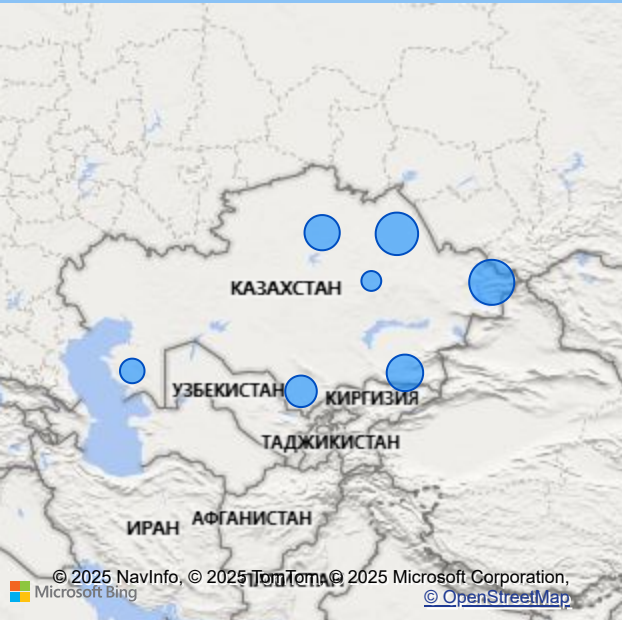 КАЗАХСТАН
УЗБЕКИСТАН
КИРГИЗИЯ
ТАДЖИКИСТАН
АФГАНИСТАН
ИРАН
© 2025 NavInfo, © 2025 TomTom, © 2025 Microsoft Corporation,
Microsoft Bing
© OpenStreetMap